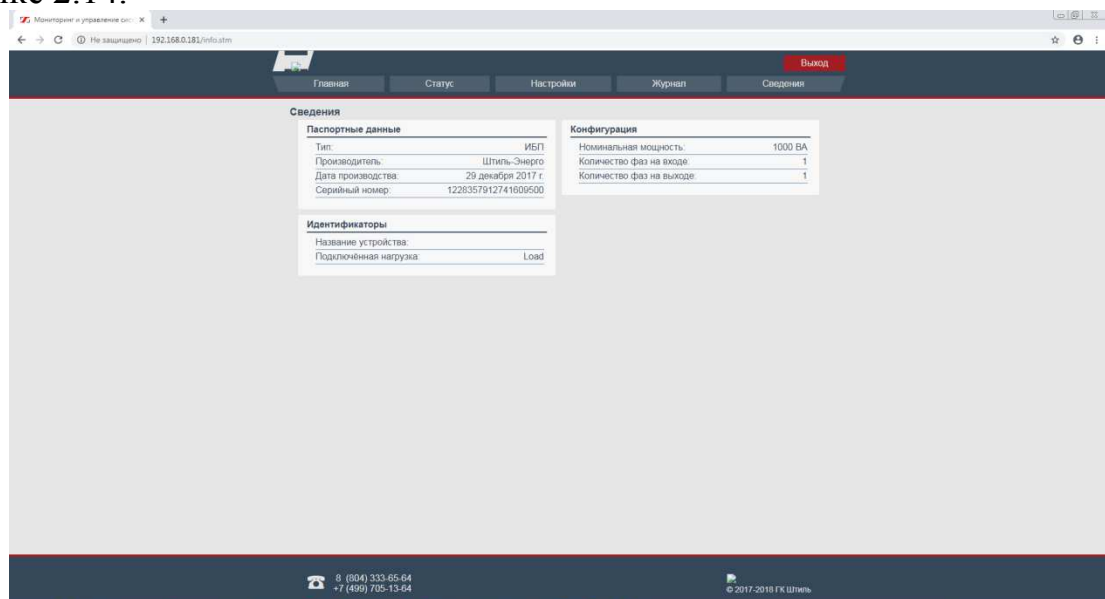 нке 2.14.
Мониторинг и управление сис
Не защищено | 192.168.0.181/info.stm
Выход
Главная Статус Настройки Журнал Сведения
Сведения
Паспортные данные
Тип: ИБП
Производитель: Штиль-Энерго
Дата производства: 29 декабря 2017 г.
Серийный номер: 1228357912741609500
Конфигурация
Номинальная мощность: 1000 ВА
Количество фаз на входе: 1
Количество фаз на выходе: 1
Идентификаторы
Название устройства:
Подключённая нагрузка: Load
8 (804) 333-65-64
+7 (499) 705-13-64
© 2017-2018 ГК Штиль